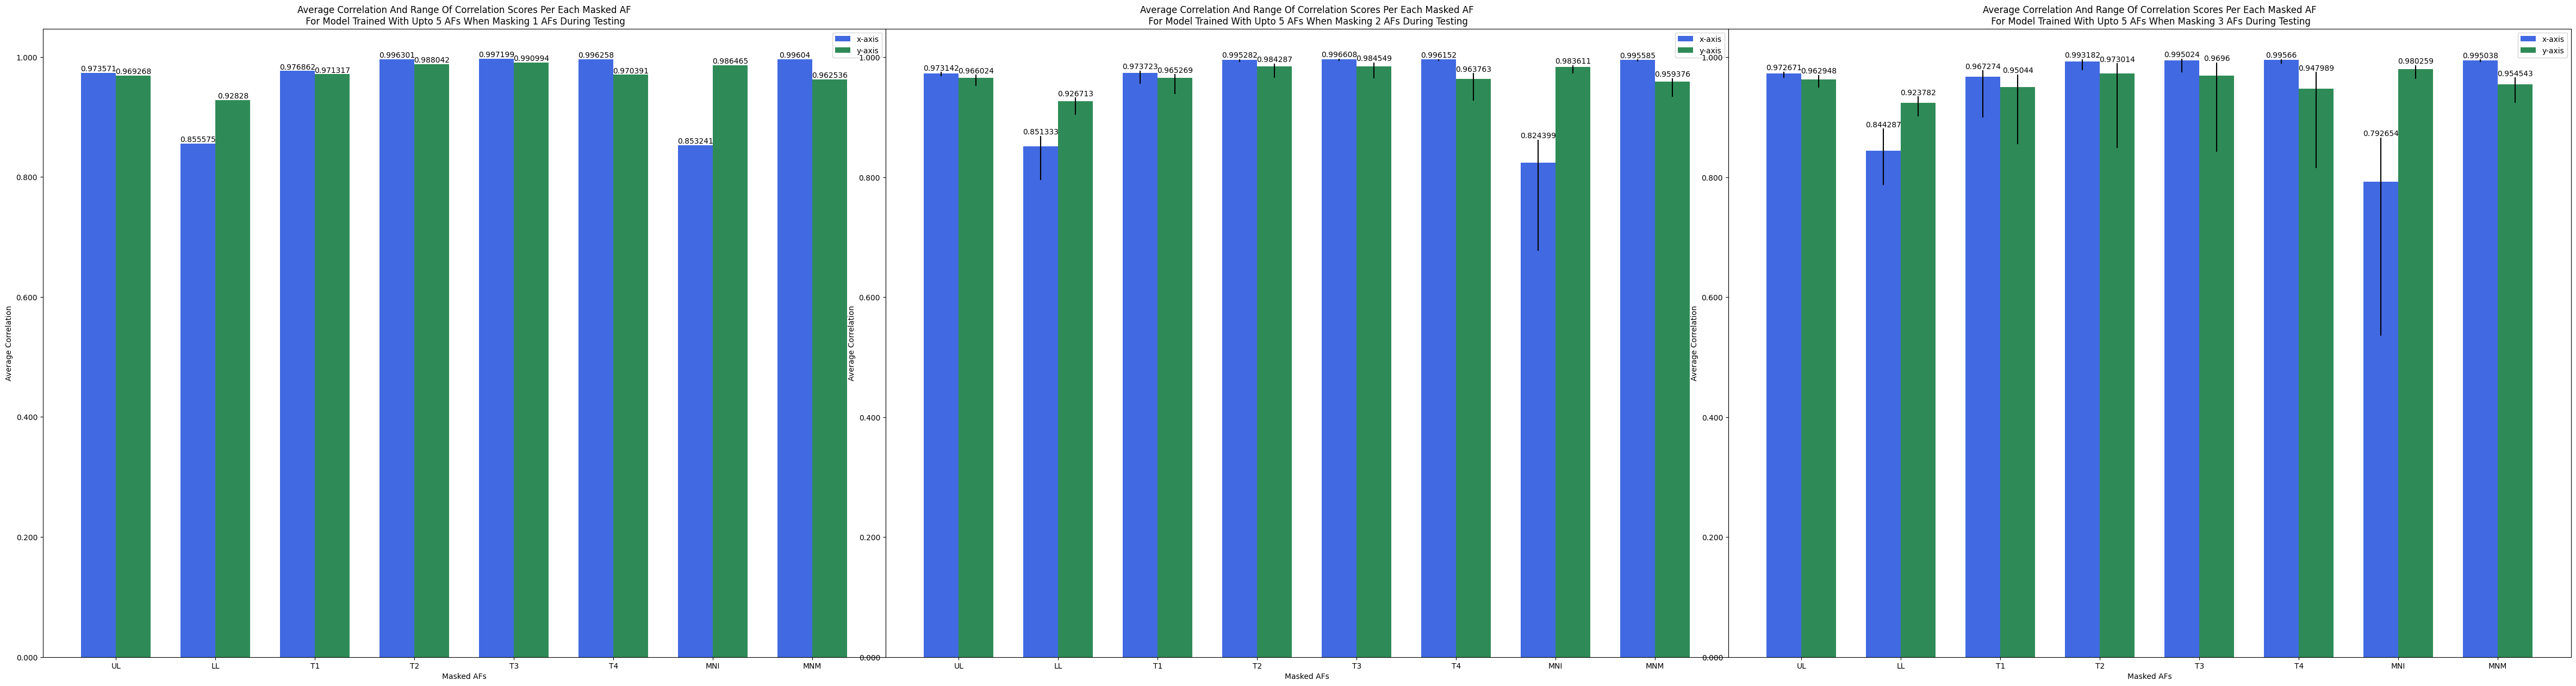 Average Correlation And Range Of Correlation Scores Per Each Masked AF
For Model Trained With Upto 5 AFs When Masking 1 AFs During Testing
x-axis
y-axis
1.000
0.800
0.600
0.400
0.200
0.000
Average Correlation
0.973571
0.969268
0.855575
0.92828
0.976862
0.971317
0.996301
0.988042
0.997199
0.990994
0.996258
0.970391
0.853241
0.986465
0.99604
0.962536
UL
LL
T1
T2
T3
T4
MNI
MNM
Masked AFs
Average Correlation And Range Of Correlation Scores Per Each Masked AF
For Model Trained With Upto 5 AFs When Masking 2 AFs During Testing
x-axis
y-axis
1.000
0.800
0.600
0.400
0.200
0.000
Average Correlation
0.973142
0.966024
0.851333
0.926713
0.973723
0.965269
0.995282
0.984287
0.996608
0.984549
0.996152
0.963763
0.824399
0.983611
0.995585
0.959376
UL
LL
T1
T2
T3
T4
MNI
MNM
Masked AFs
Average Correlation And Range Of Correlation Scores Per Each Masked AF
For Model Trained With Upto 5 AFs When Masking 3 AFs During Testing
x-axis
y-axis
1.000
0.800
0.600
0.400
0.200
0.000
Average Correlation
0.972671
0.962948
0.844287
0.923782
0.967274
0.95044
0.993182
0.973014
0.995024
0.9696
0.99566
0.947989
0.792654
0.980259
0.995038
0.954543
UL
LL
T1
T2
T3
T4
MNI
MNM
Masked AFs